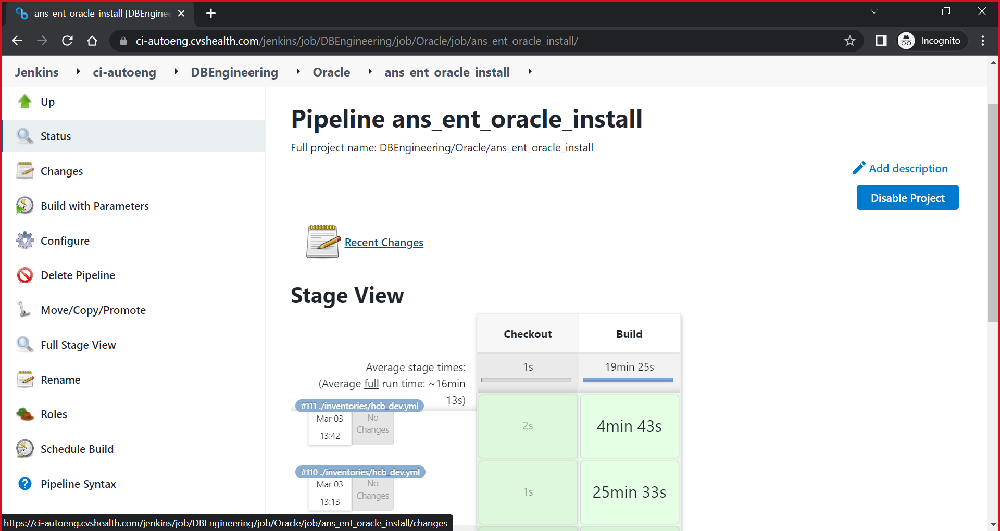 ans_ent_oracle_install [DBEngine
ci-autoeng.cvshealth.com/jenkins/job/DBEngineering/job/Oracle/job/ans_ent_oracle_install/
Incognito
Jenkins ci-autoeng DBEngineering Oracle ans_ent_oracle_install
Up
Status
Changes
Build with Parameters
Configure
Delete Pipeline
Move/Copy/Promote
Full Stage View
Rename
Roles
Schedule Build
Pipeline Syntax
Pipeline ans_ent_oracle_install
Full project name: DBEngineering/Oracle/ans_ent_oracle_install
Add description
Disable Project
Recent Changes
Stage View
Checkout Build
Average stage times: 1s 19min 25s
(Average full run time: ~16min
13s)
#111 ./inventories/hcb_dev.yml
Mar 03
13:42
No
Changes
2s
4min 43s
#110 ./inventories/hcb_dev.yml
Mar 03
13:13
No
Changes
1s
25min 33s
https://ci-autoeng.cvshealth.com/jenkins/job/DBEngineering/job/Oracle/job/ans_ent_oracle_install/changes